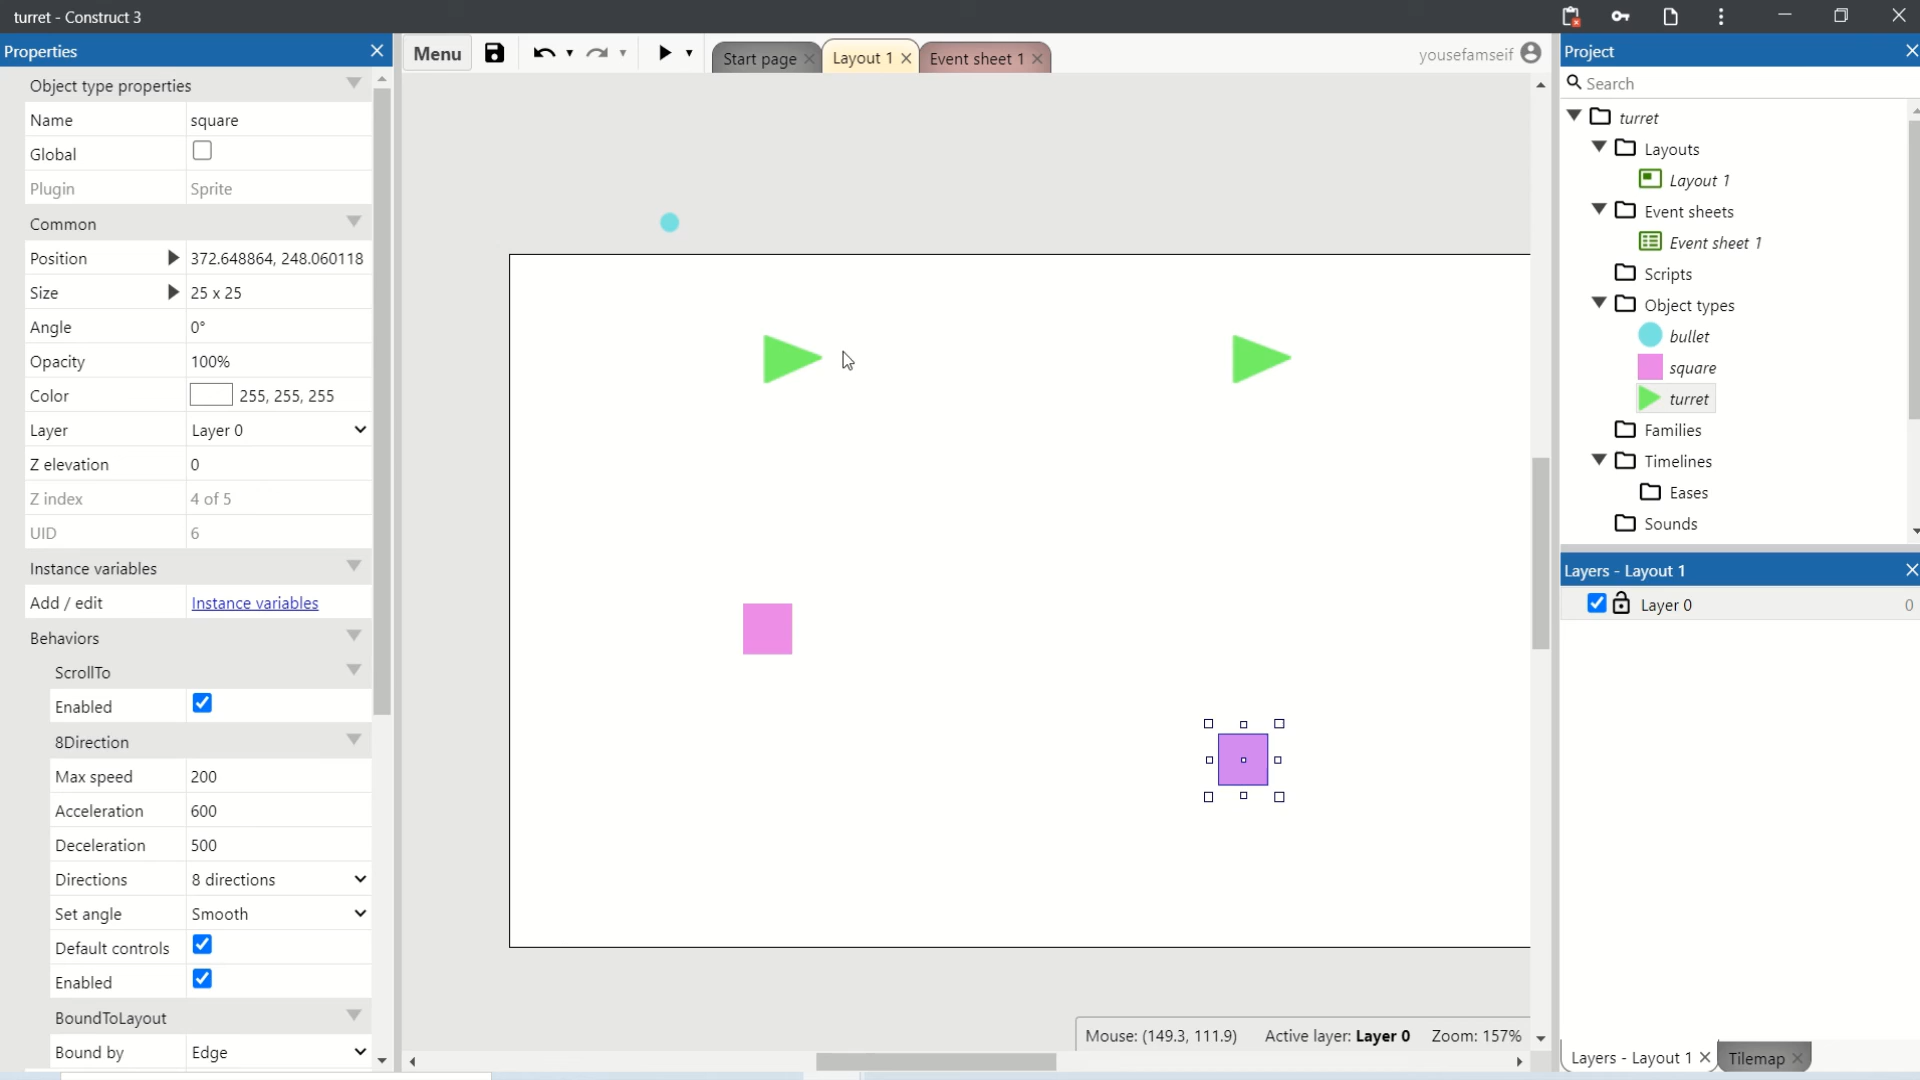 turret - Construct 3
Properties
Object type properties
Name square
Global
Plugin Sprite
Common
Position 372.648864, 248.060118
Size 25 x 25
Angle 0°
Opacity 100%
Color 255, 255, 255
Layer Layer 0
Z elevation 0
Z index 4 of 5
UID 6
Instance variables
Add / edit Instance variables
Behaviors
ScrollTo
Enabled
8Direction
Max speed 200
Acceleration 600
Deceleration 500
Directions 8 directions
Set angle Smooth
Default controls
Enabled
BoundToLayout
Bound by Edge
Menu
Start page
Layout 1
Event sheet 1
yousefamseif
Mouse: (149.3, 111.9) Active layer: Layer 0 Zoom: 157%
Project
Search
turret
Layouts
Layout 1
Event sheets
Event sheet 1
Scripts
Object types
bullet
square
turret
Families
Timelines
Eases
Sounds
Layers - Layout 1
Layer 0 0
Layers - Layout 1
Tilemap